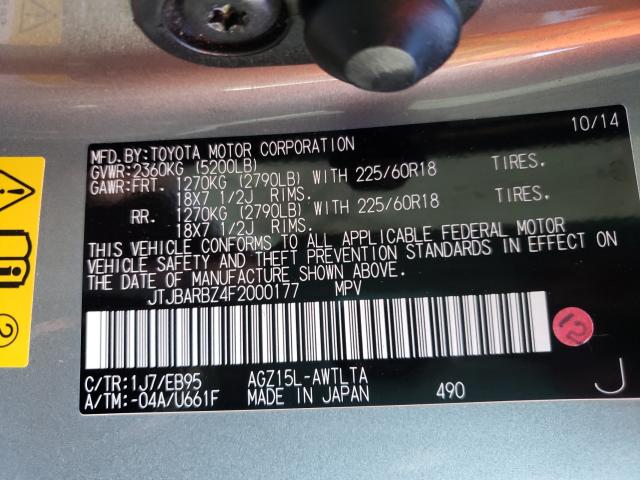 10/14
MFD.BY:TOYOTA MOTOR CORPORATION
GVWR:2360KG (5200LB)
GAWR:FRT. 1270KG (2790LB) WITH 225/60R18 TIRES.
18X7 1/2J RIMS.
RR. 1270KG (2790LB) WITH 225/60R18 TIRES.
18X7 1/2J RIMS.
THIS VEHICLE CONFORMS TO ALL APPLICABLE FEDERAL MOTOR
VEHICLE SAFETY AND THEFT PREVENTION STANDARDS IN EFFECT ON
THE DATE OF MANUFACTURE SHOWN ABOVE.
JTJBARBZ4F2000177 MPV
C/TR:1J7/EB95 AGZ15L-AWTLTA
A/TM:-04A/U661F MADE IN JAPAN 490
J
2